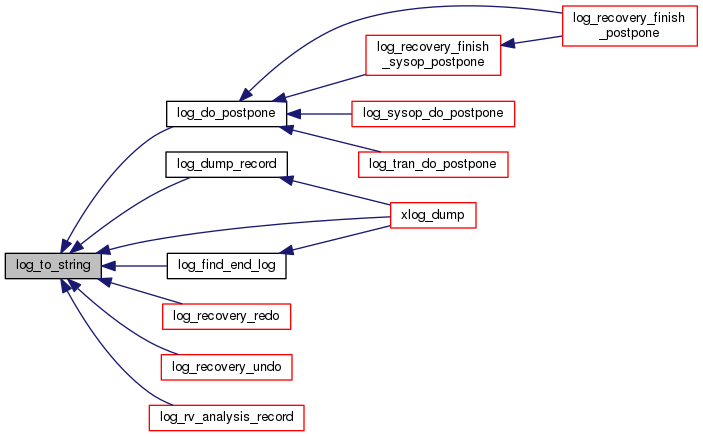 log_recovery_finish
_postpone
log_recovery_finish
_sysop_postpone
log_do_postpone
log_sysop_do_postpone
log_tran_do_postpone
log_dump_record
xlog_dump
log_to_string
log_find_end_log
log_recovery_redo
log_recovery_undo
log_rv_analysis_record